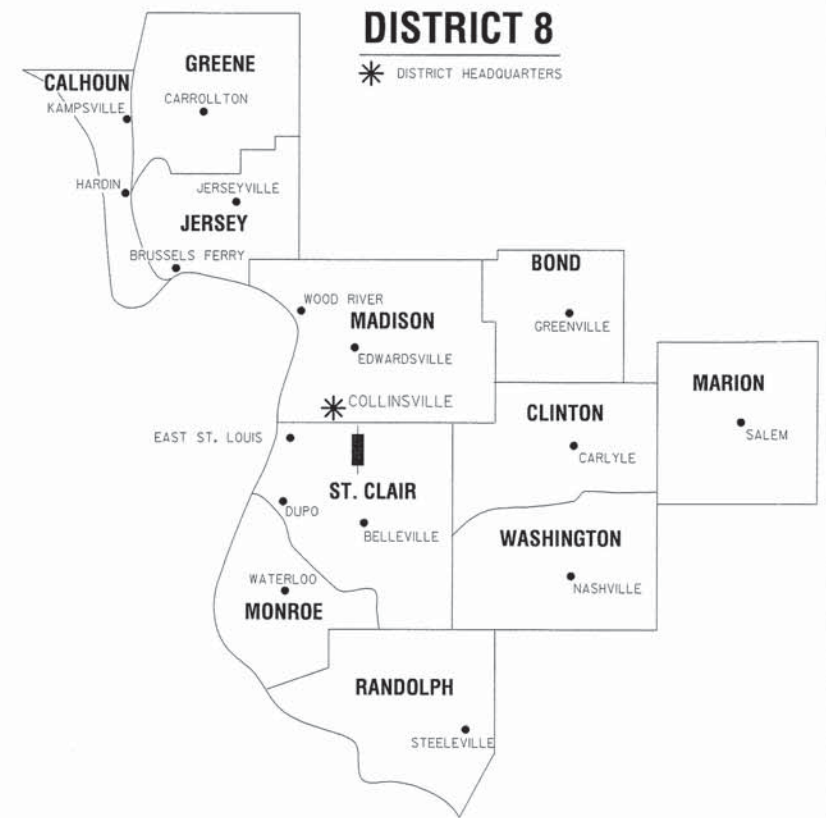 DISTRICT 8
DISTRICT HEADQUARTERS
GREENE
CALHOUN
KAMPSVILLE
CARROLLTON
HARDIN
JERSEYVILLE
JERSEY
BRUSSELS FERRY
BOND
WOOD RIVER
MADISON
GREENVILLE
EDWARDSVILLE
MARION
COLLINSVILLE
CLINTON
EAST ST. LOUIS
SALEM
CARLYLE
ST. CLAIR
DUPO
BELLEVILLE
WASHINGTON
WATERLOO
NASHVILLE
MONROE
RANDOLPH
STEELEVILLE